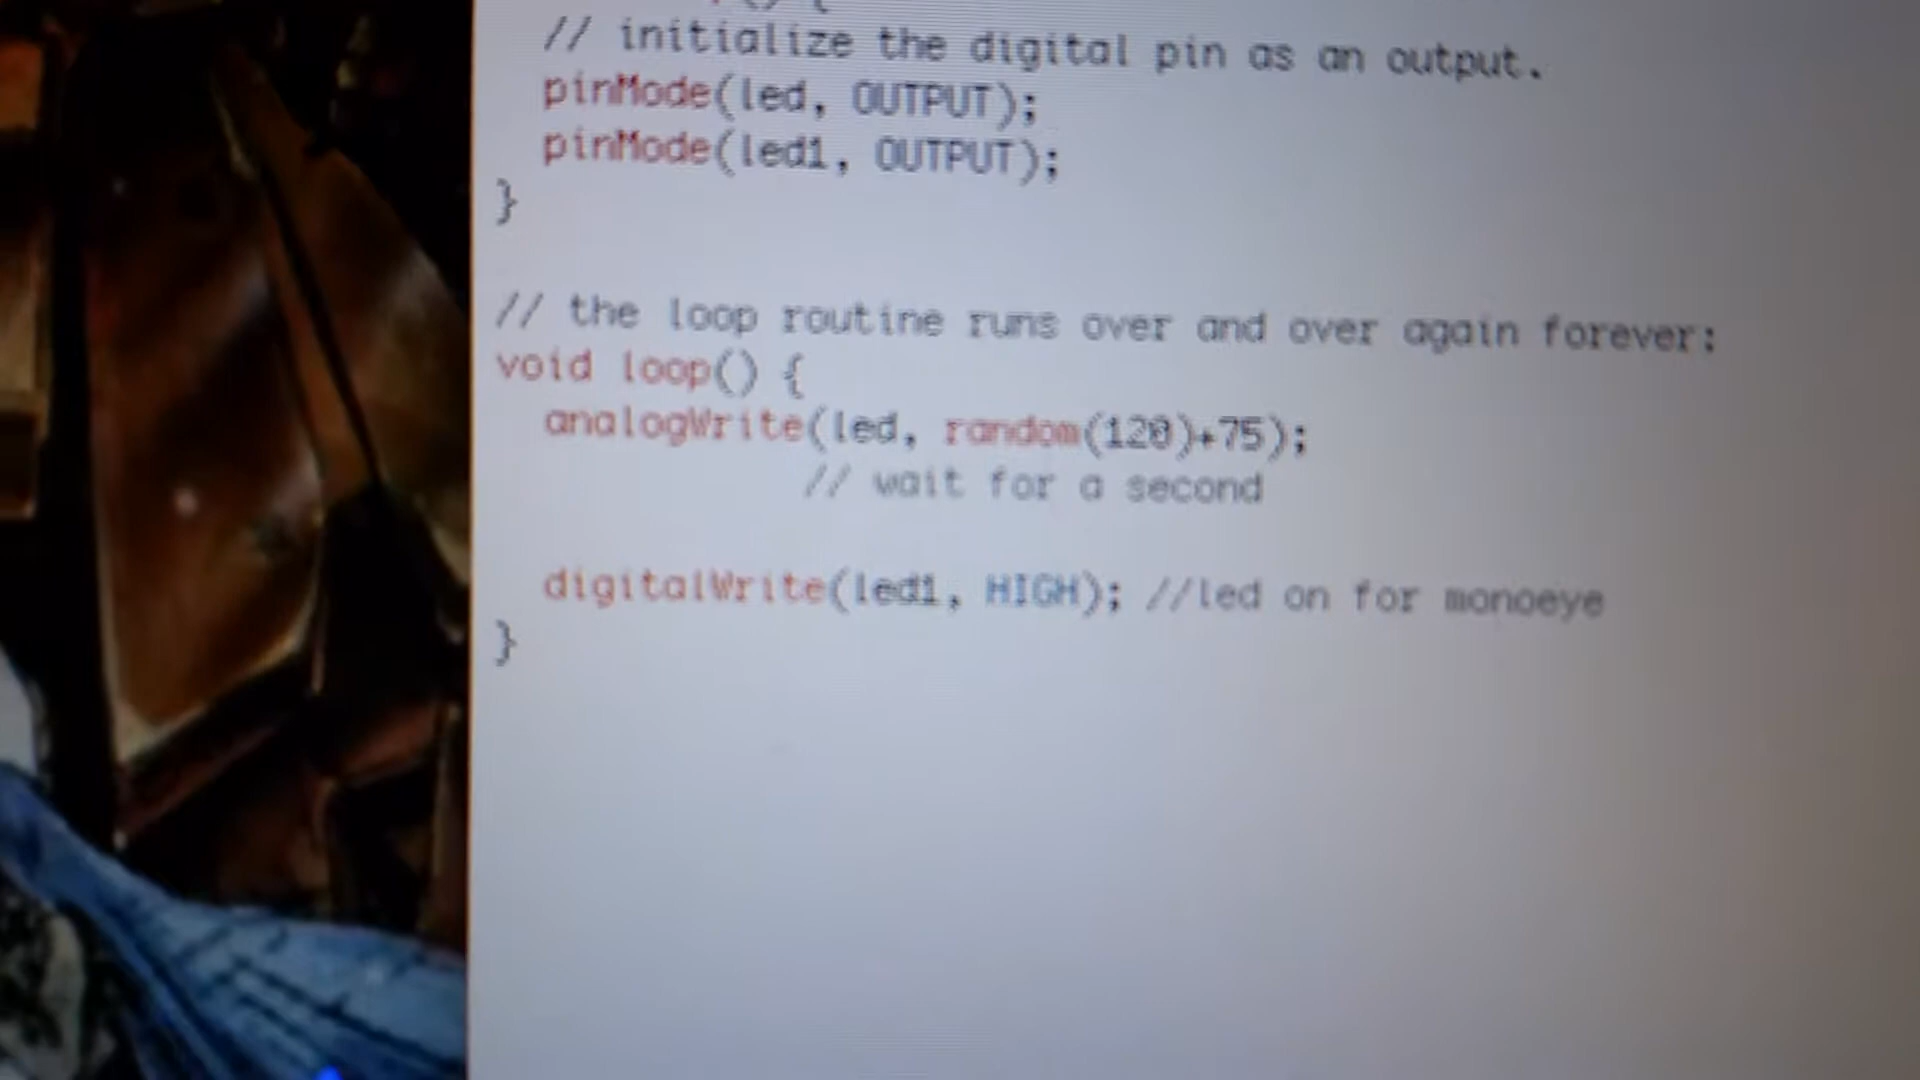 () {
// initialize the digital pin as an output.
pinMode(led, OUTPUT);
pinMode(led1, OUTPUT);
}
// the loop routine runs over and over again forever:
void loop() {
analogWrite(led, random(120)+75);
// wait for a second
digitalWrite(led1, HIGH); //led on for monoeye
}